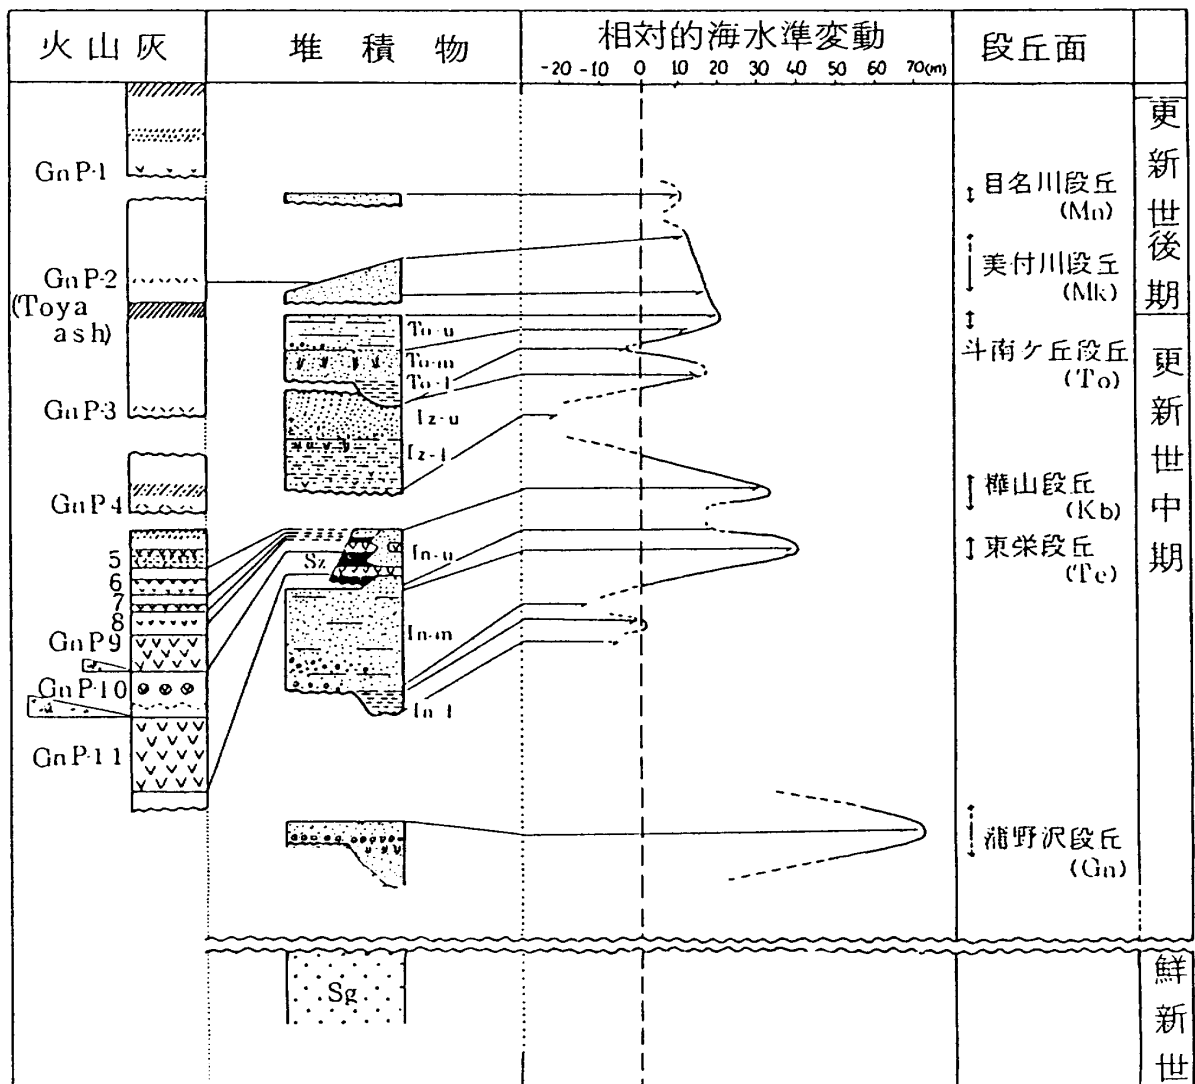 火山灰
堆積物
相対的海水準変動
-20 -10 0 10 20 30 40 50 60 70(m)
段丘面
GnP-1
GnP-2
(Toya
ash)
GnP-3
GnP-4
5
6
7
8
GnP9
GnP-10
GnP-11
To-u
To-m
To-l
Iz-u
Iz-l
Sz
In-u
In-m
In-l
Sg
目名川段丘
(Mn)
美付川段丘
(Mk)
斗南ケ丘段丘
(To)
樺山段丘
(Kb)
東栄段丘
(Te)
蒲野沢段丘
(Gn)
更新世後期
更新世中期
鮮新世